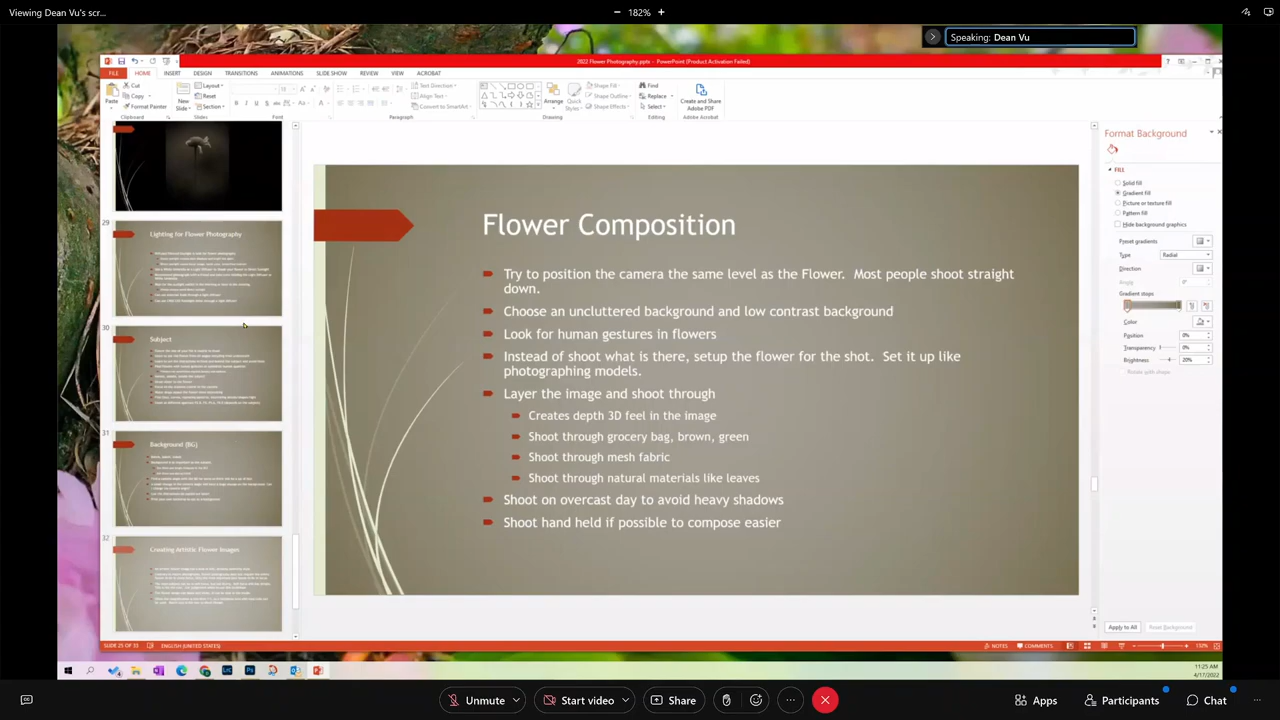 Viewing Dean Vu's scr...
182%
Speaking: Dean Vu
2022 Flower Photography.pptx - PowerPoint (Product Activation Failed)
FILE HOME INSERT DESIGN TRANSITIONS ANIMATIONS SLIDE SHOW REVIEW VIEW ACROBAT
Cut
Copy
Format Painter
Paste
Clipboard
New
Slide
Layout
Reset
Section
Slides
Font
Text Direction
Align Text
Convert to SmartArt
Paragraph
Arrange
Quick
Styles
Shape Fill
Shape Outline
Shape Effects
Drawing
Find
Replace
Select
Editing
Create and Share
Adobe PDF
Adobe Acrobat
29
Lighting for Flower Photography
30
Subject
31
Background (BG)
32
Creating Artistic Flower Images
Flower Composition
Try to position the camera the same level as the Flower. Most people shoot straight
down.
Choose an uncluttered background and low contrast background
Look for human gestures in flowers
Instead of shoot what is there, setup the flower for the shot. Set it up like
photographing models.
Layer the image and shoot through
Creates depth 3D feel in the image
Shoot through grocery bag, brown, green
Shoot through mesh fabric
Shoot through natural materials like leaves
Shoot on overcast day to avoid heavy shadows
Shoot hand held if possible to compose easier
Format Background
FILL
Solid fill
Gradient fill
Picture or texture fill
Pattern fill
Hide background graphics
Preset gradients
Type Radial
Direction
Angle 0°
Gradient stops
Color
Position 0%
Transparency 0%
Brightness 20%
Rotate with shape
Apply to All Reset Background
SLIDE 25 OF 33 ENGLISH (UNITED STATES) NOTES COMMENTS 150%
11:25 AM
4/17/2022
Unmute Start video Share Apps Participants Chat